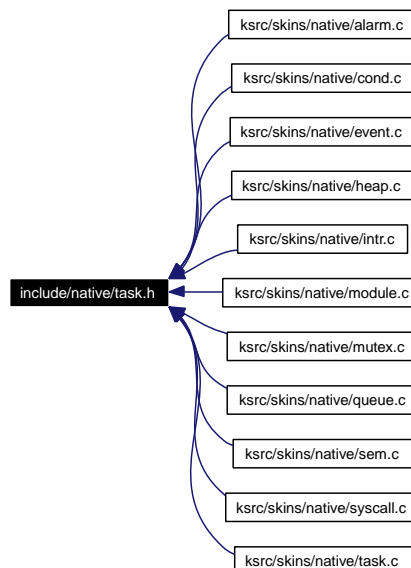 ksrc/skins/native/alarm.c
ksrc/skins/native/cond.c
ksrc/skins/native/event.c
ksrc/skins/native/heap.c
ksrc/skins/native/intr.c
include/native/task.h
ksrc/skins/native/module.c
ksrc/skins/native/mutex.c
ksrc/skins/native/queue.c
ksrc/skins/native/sem.c
ksrc/skins/native/syscall.c
ksrc/skins/native/task.c